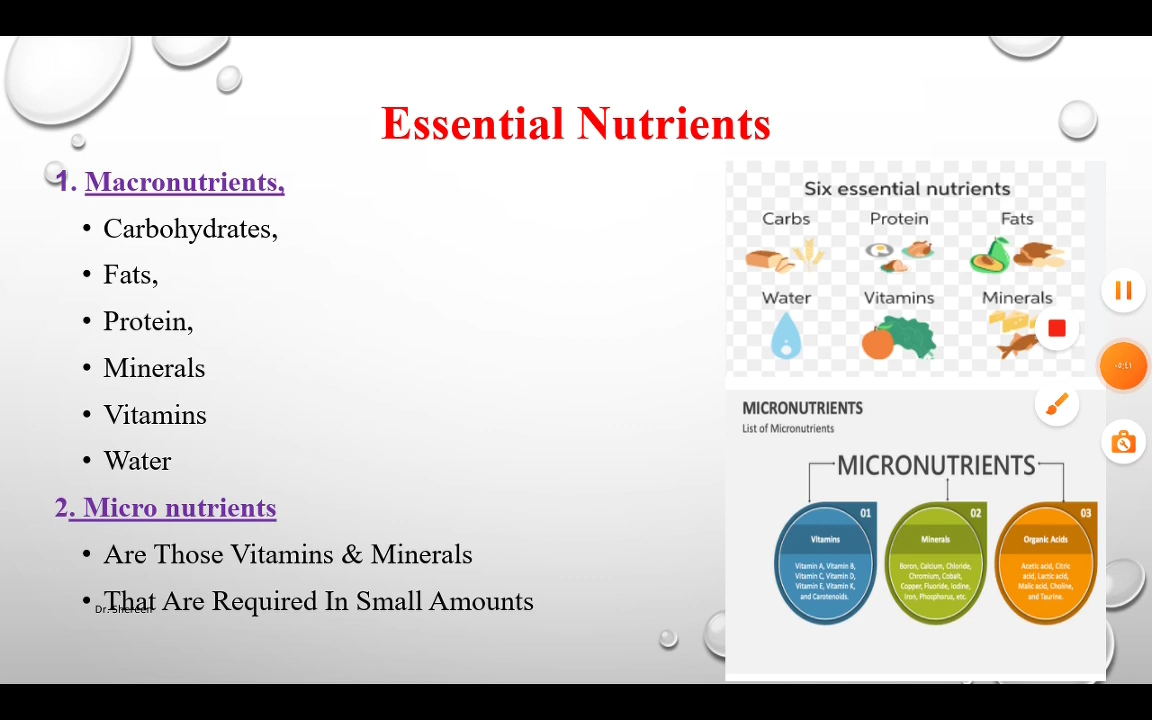 Essential Nutrients
1. Macronutrients,
• Carbohydrates,
• Fats,
• Protein,
• Minerals
• Vitamins
• Water
2. Micro nutrients
• Are Those Vitamins & Minerals
• That Are Required In Small Amounts
Dr. Shereen
Six essential nutrients
Carbs Protein Fats
Water Vitamins Minerals
MICRONUTRIENTS
List of Micronutrients
MICRONUTRIENTS
01
Vitamins
Vitamin A, Vitamin B,
Vitamin C, Vitamin D,
Vitamin E, Vitamin K,
and Carotenoids.
02
Minerals
Boron, Calcium, Chloride,
Chromium, Cobalt,
Copper, Fluoride, Iodine,
Iron, Phosphorus, etc.
03
Organic Acids
Acetic acid, Citric
acid, Lactic acid,
Malic acid, Choline,
and Taurine.